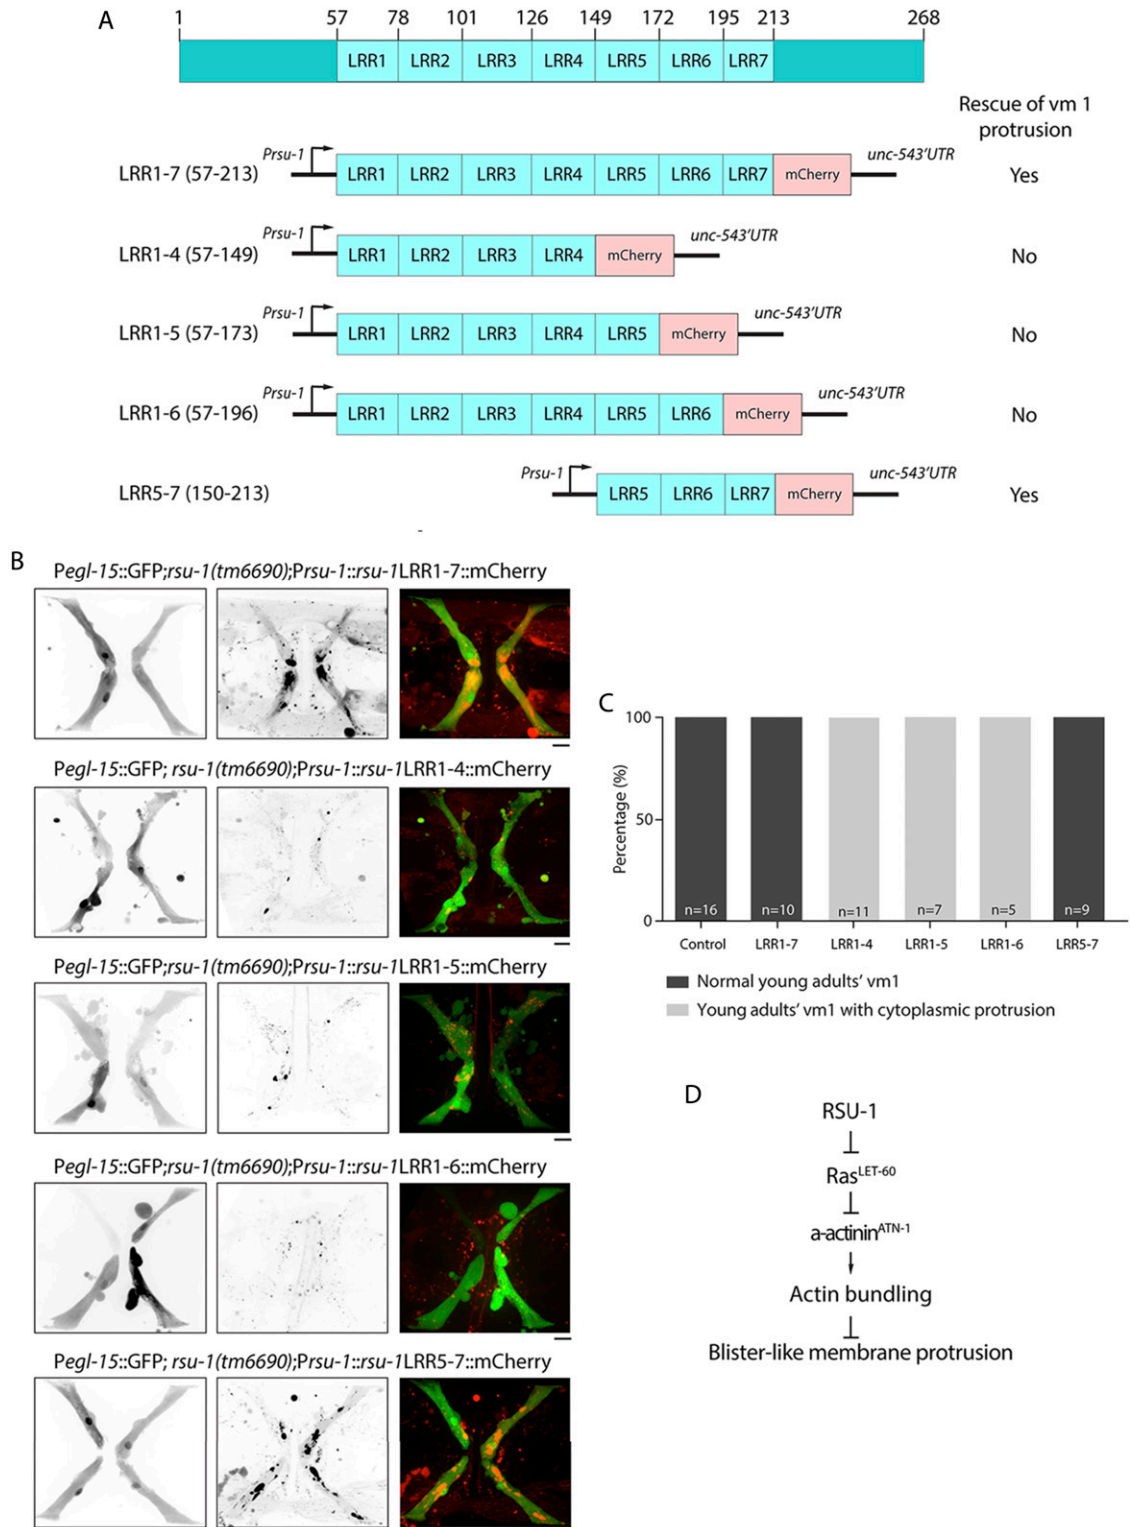 A
1 57 78 101 126 149 172 195 213 268
LRR1 LRR2 LRR3 LRR4 LRR5 LRR6 LRR7
Rescue of vm 1
protrusion
LRR1-7 (57-213) Prsu-1 LRR1 LRR2 LRR3 LRR4 LRR5 LRR6 LRR7 mCherry unc-543'UTR Yes
LRR1-4 (57-149) Prsu-1 LRR1 LRR2 LRR3 LRR4 mCherry unc-543'UTR No
LRR1-5 (57-173) Prsu-1 LRR1 LRR2 LRR3 LRR4 LRR5 mCherry unc-543'UTR No
LRR1-6 (57-196) Prsu-1 LRR1 LRR2 LRR3 LRR4 LRR5 LRR6 mCherry unc-543'UTR No
LRR5-7 (150-213) Prsu-1 LRR5 LRR6 LRR7 mCherry unc-543'UTR Yes
B
Pegl-15::GFP;rsu-1(tm6690);Prsu-1::rsu-1LRR1-7::mCherry
Pegl-15::GFP; rsu-1(tm6690);Prsu-1::rsu-1LRR1-4::mCherry
Pegl-15::GFP;rsu-1(tm6690);Prsu-1::rsu-1LRR1-5::mCherry
Pegl-15::GFP;rsu-1(tm6690);Prsu-1::rsu-1LRR1-6::mCherry
Pegl-15::GFP; rsu-1(tm6690);Prsu-1::rsu-1LRR5-7::mCherry
C
Percentage (%)
100
50
0
n=16 n=10 n=11 n=7 n=5 n=9
Control LRR1-7 LRR1-4 LRR1-5 LRR1-6 LRR5-7
Normal young adults' vm1
Young adults' vm1 with cytoplasmic protrusion
D
RSU-1
Ras^LET-60
a-actinin^ATN-1
Actin bundling
Blister-like membrane protrusion